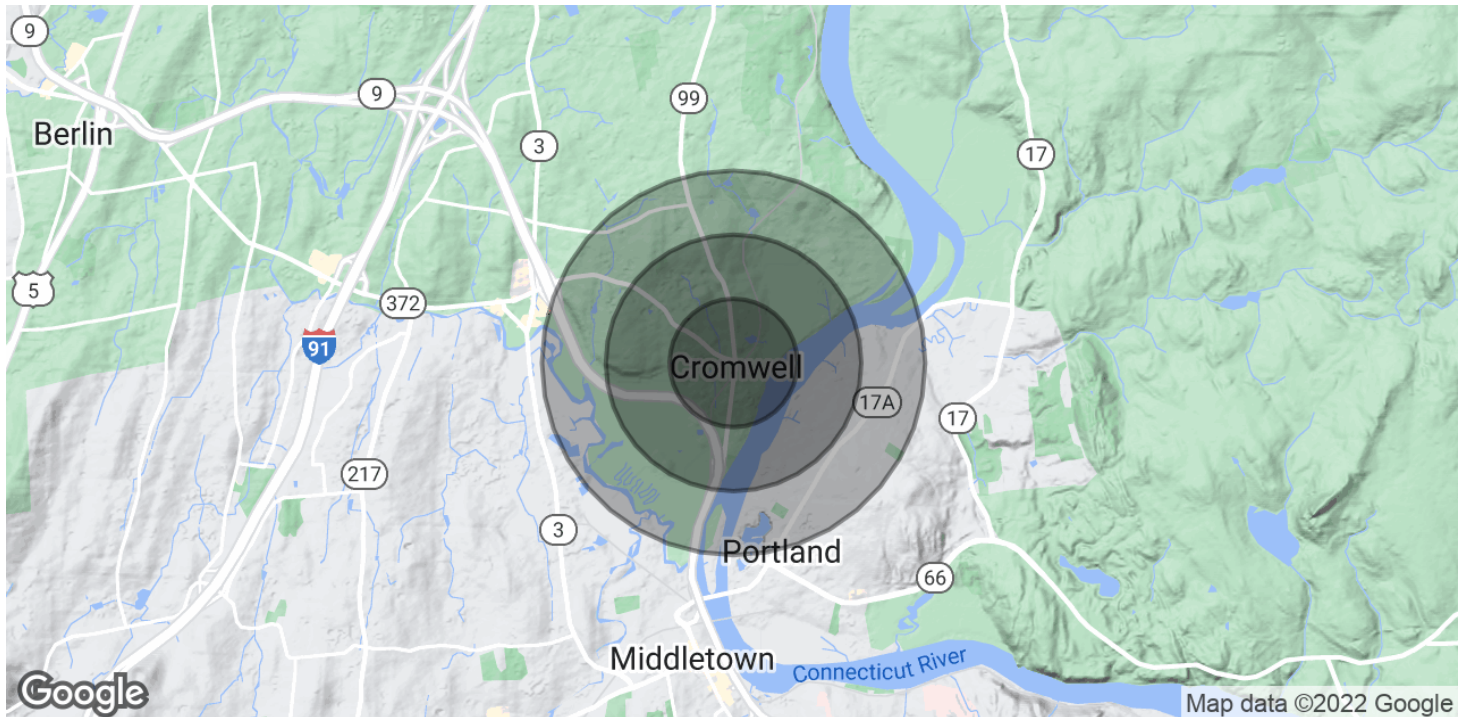 9
9
99
Berlin
3
17
5
372
91
Cromwell
17A
17
217
3
Portland
66
Middletown
Connecticut River
Google
Map data ©2022 Google